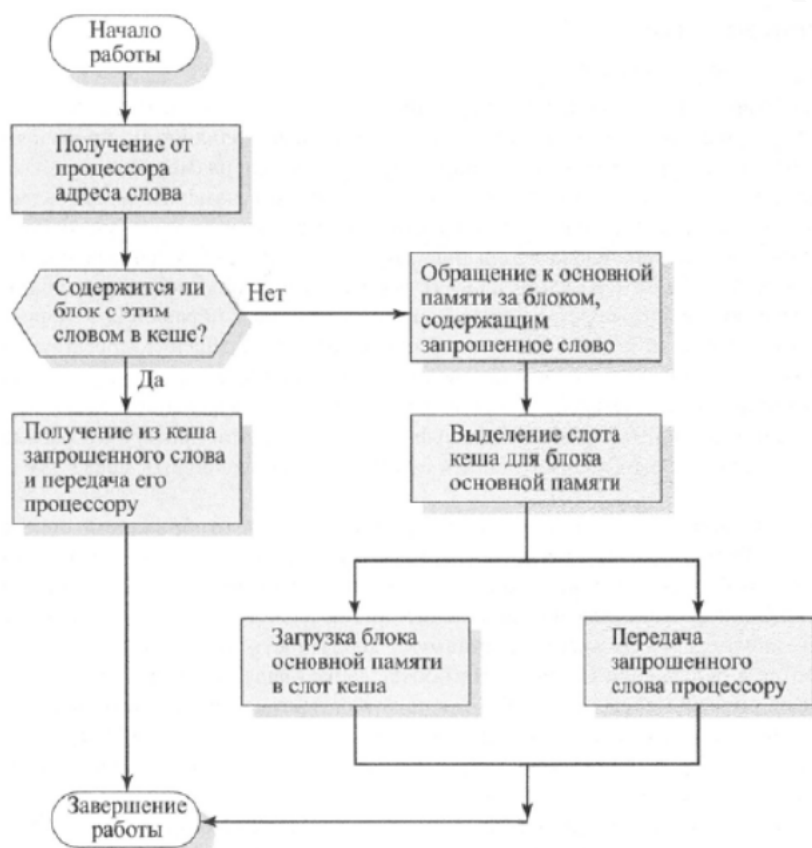 Начало
работы
Получение от
процессора
адреса слова
Содержится ли
блок с этим
словом в кеше?
Нет
Да
Обращение к основной
памяти за блоком,
содержащим
запрошенное слово
Получение из кеша
запрошенного слова
и передача его
процессору
Выделение слота
кеша для блока
основной памяти
Загрузка блока
основной памяти
в слот кеша
Передача
запрошенного
слова процессору
Завершение
работы